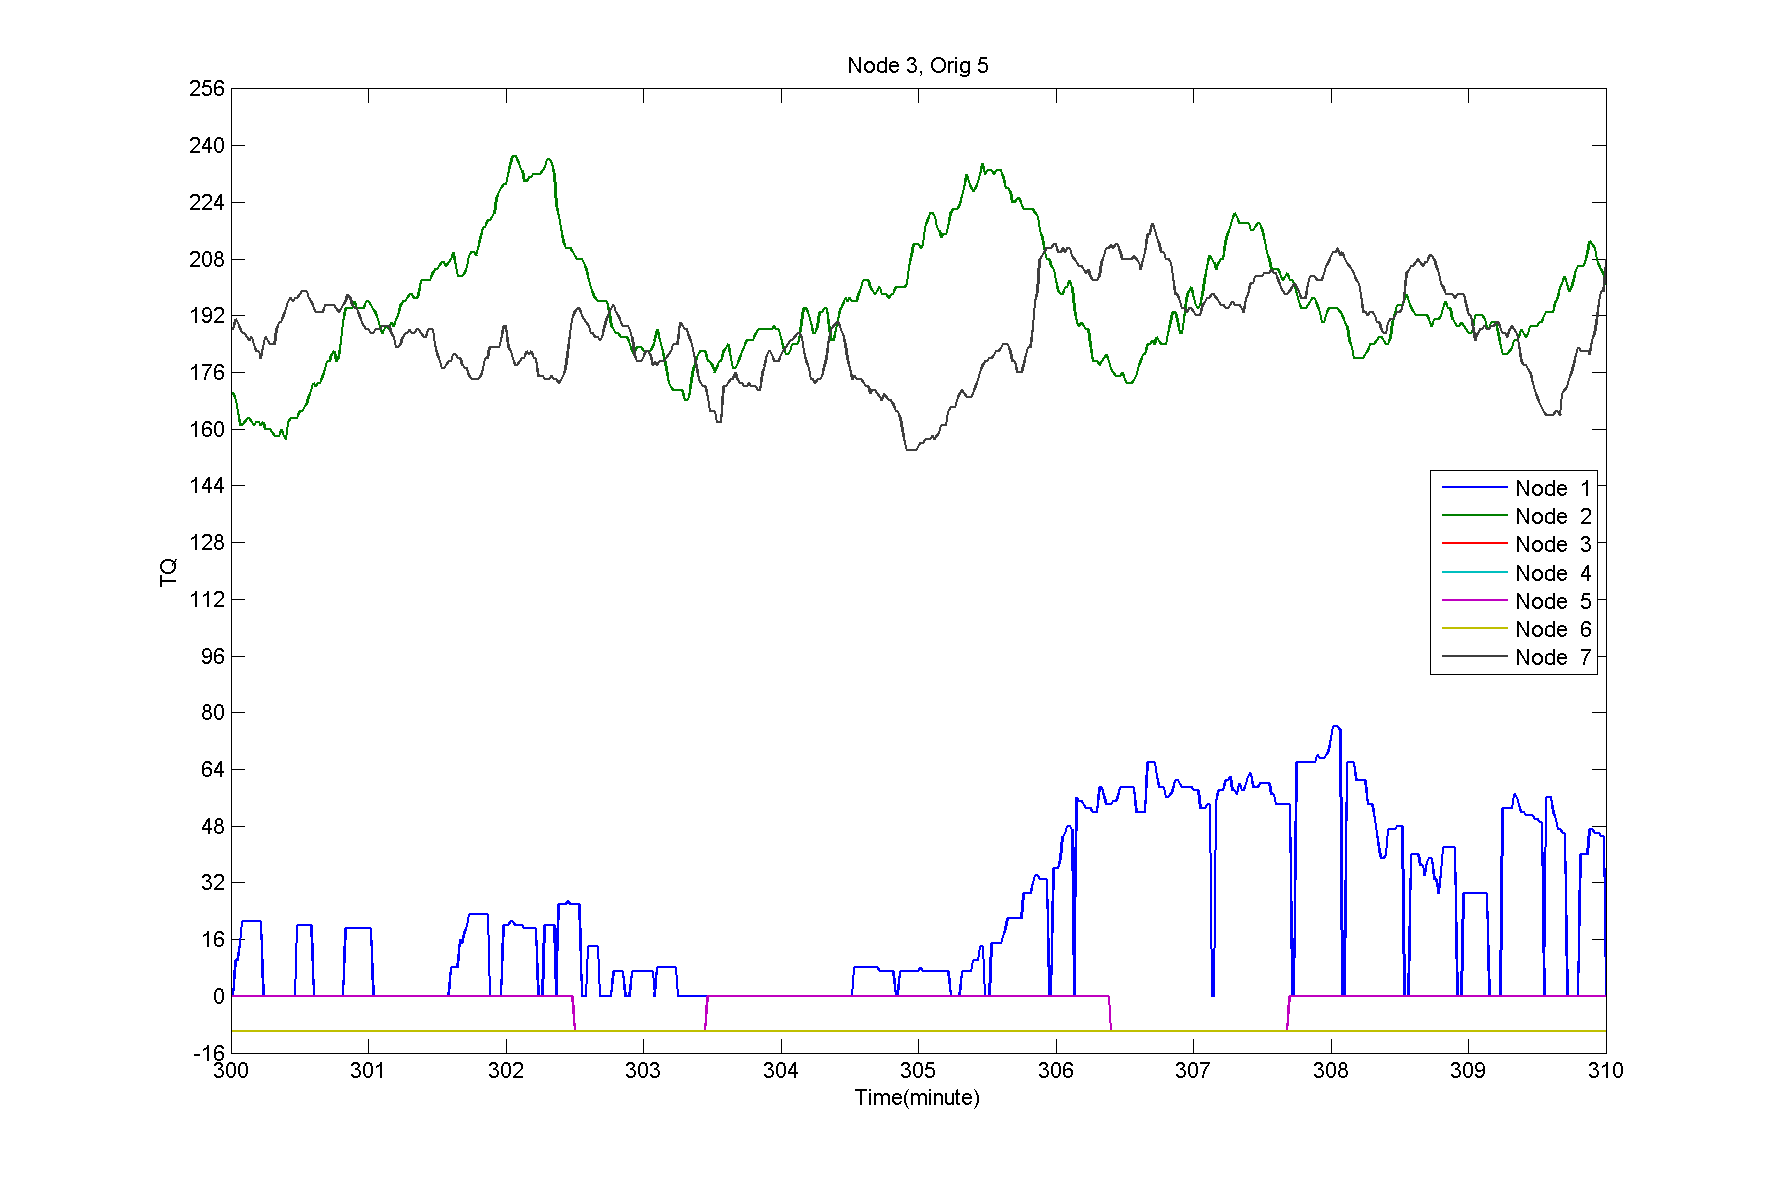 Node 3, Orig 5
256
240
224
208
192
176
160
144
128
112
96
80
64
48
32
16
0
-16
TQ
Node 1
Node 2
Node 3
Node 4
Node 5
Node 6
Node 7
300 301 302 303 304 305 306 307 308 309 310
Time(minute)